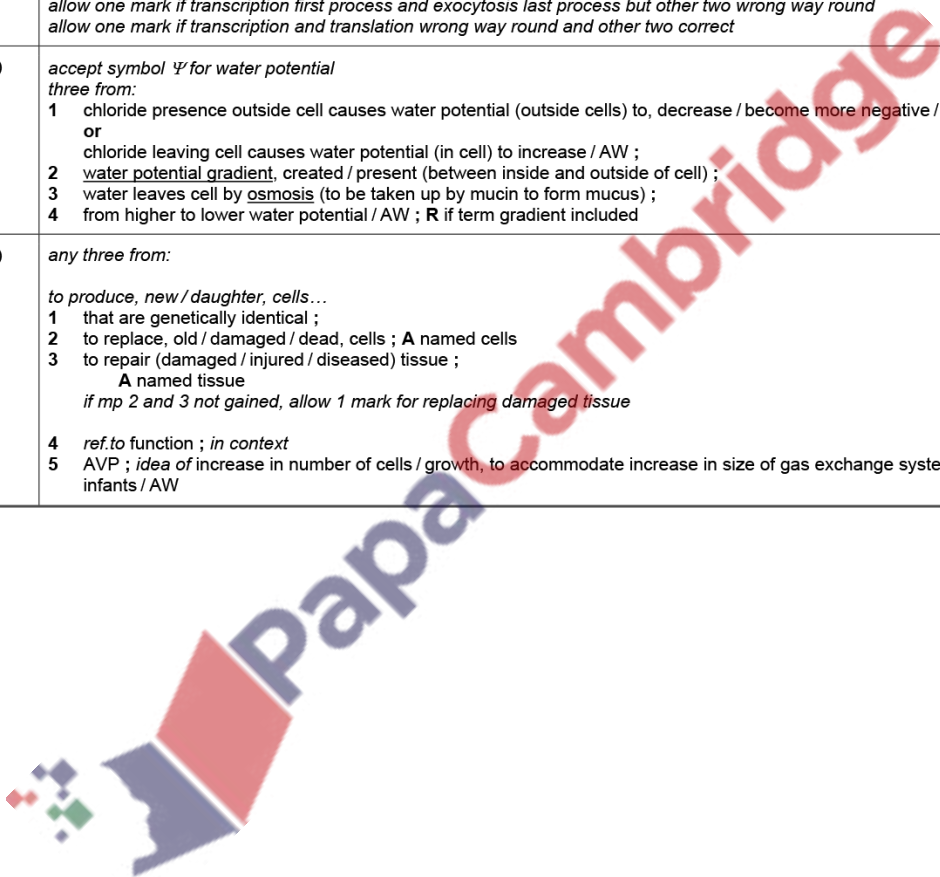 allow one mark if transcription first process and exocytosis last process but other two wrong way round
allow one mark if transcription and translation wrong way round and other two correct
)
accept symbol Ψ for water potential
three from:
1 chloride presence outside cell causes water potential (outside cells) to, decrease / become more negative /
or
chloride leaving cell causes water potential (in cell) to increase / AW ;
2 water potential gradient, created / present (between inside and outside of cell) ;
3 water leaves cell by osmosis (to be taken up by mucin to form mucus) ;
4 from higher to lower water potential / AW ; R if term gradient included
)
any three from:
to produce, new / daughter, cells…
1 that are genetically identical ;
2 to replace, old / damaged / dead, cells ; A named cells
3 to repair (damaged / injured / diseased) tissue ;
A named tissue
if mp 2 and 3 not gained, allow 1 mark for replacing damaged tissue
4 ref.to function ; in context
5 AVP ; idea of increase in number of cells / growth, to accommodate increase in size of gas exchange syste
infants / AW
PapaCambridge